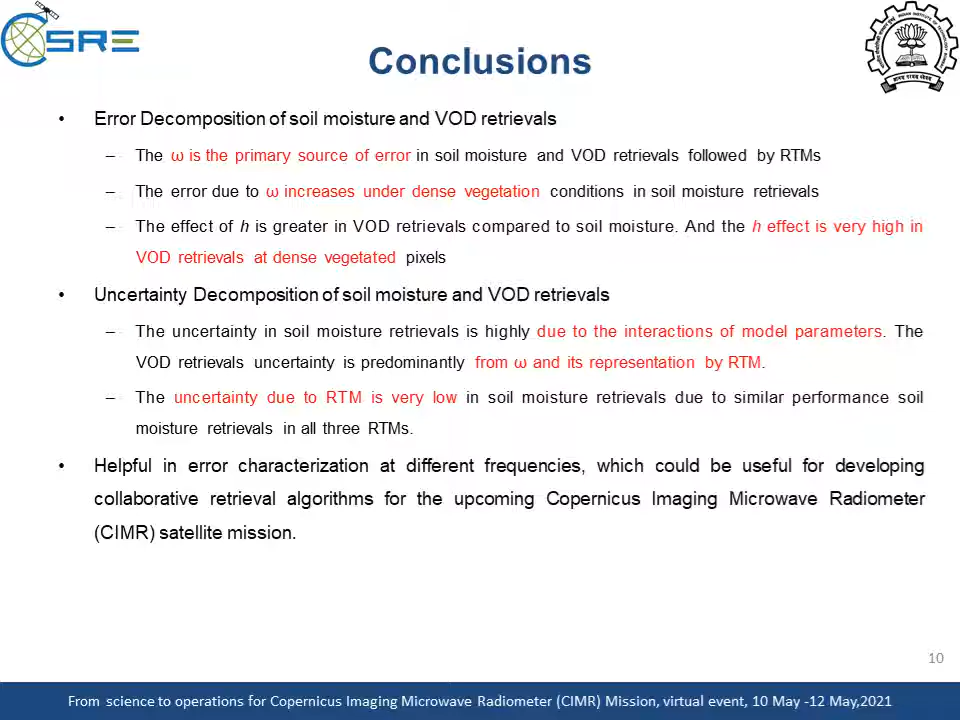 SRE
Conclusions
• Error Decomposition of soil moisture and VOD retrievals
– The ω is the primary source of error in soil moisture and VOD retrievals followed by RTMs
– The error due to ω increases under dense vegetation conditions in soil moisture retrievals
– The effect of h is greater in VOD retrievals compared to soil moisture. And the h effect is very high in
VOD retrievals at dense vegetated pixels
• Uncertainty Decomposition of soil moisture and VOD retrievals
– The uncertainty in soil moisture retrievals is highly due to the interactions of model parameters. The
VOD retrievals uncertainty is predominantly from ω and its representation by RTM.
– The uncertainty due to RTM is very low in soil moisture retrievals due to similar performance soil
moisture retrievals in all three RTMs.
• Helpful in error characterization at different frequencies, which could be useful for developing
collaborative retrieval algorithms for the upcoming Copernicus Imaging Microwave Radiometer
(CIMR) satellite mission.
10
From science to operations for Copernicus Imaging Microwave Radiometer (CIMR) Mission, virtual event, 10 May -12 May,2021